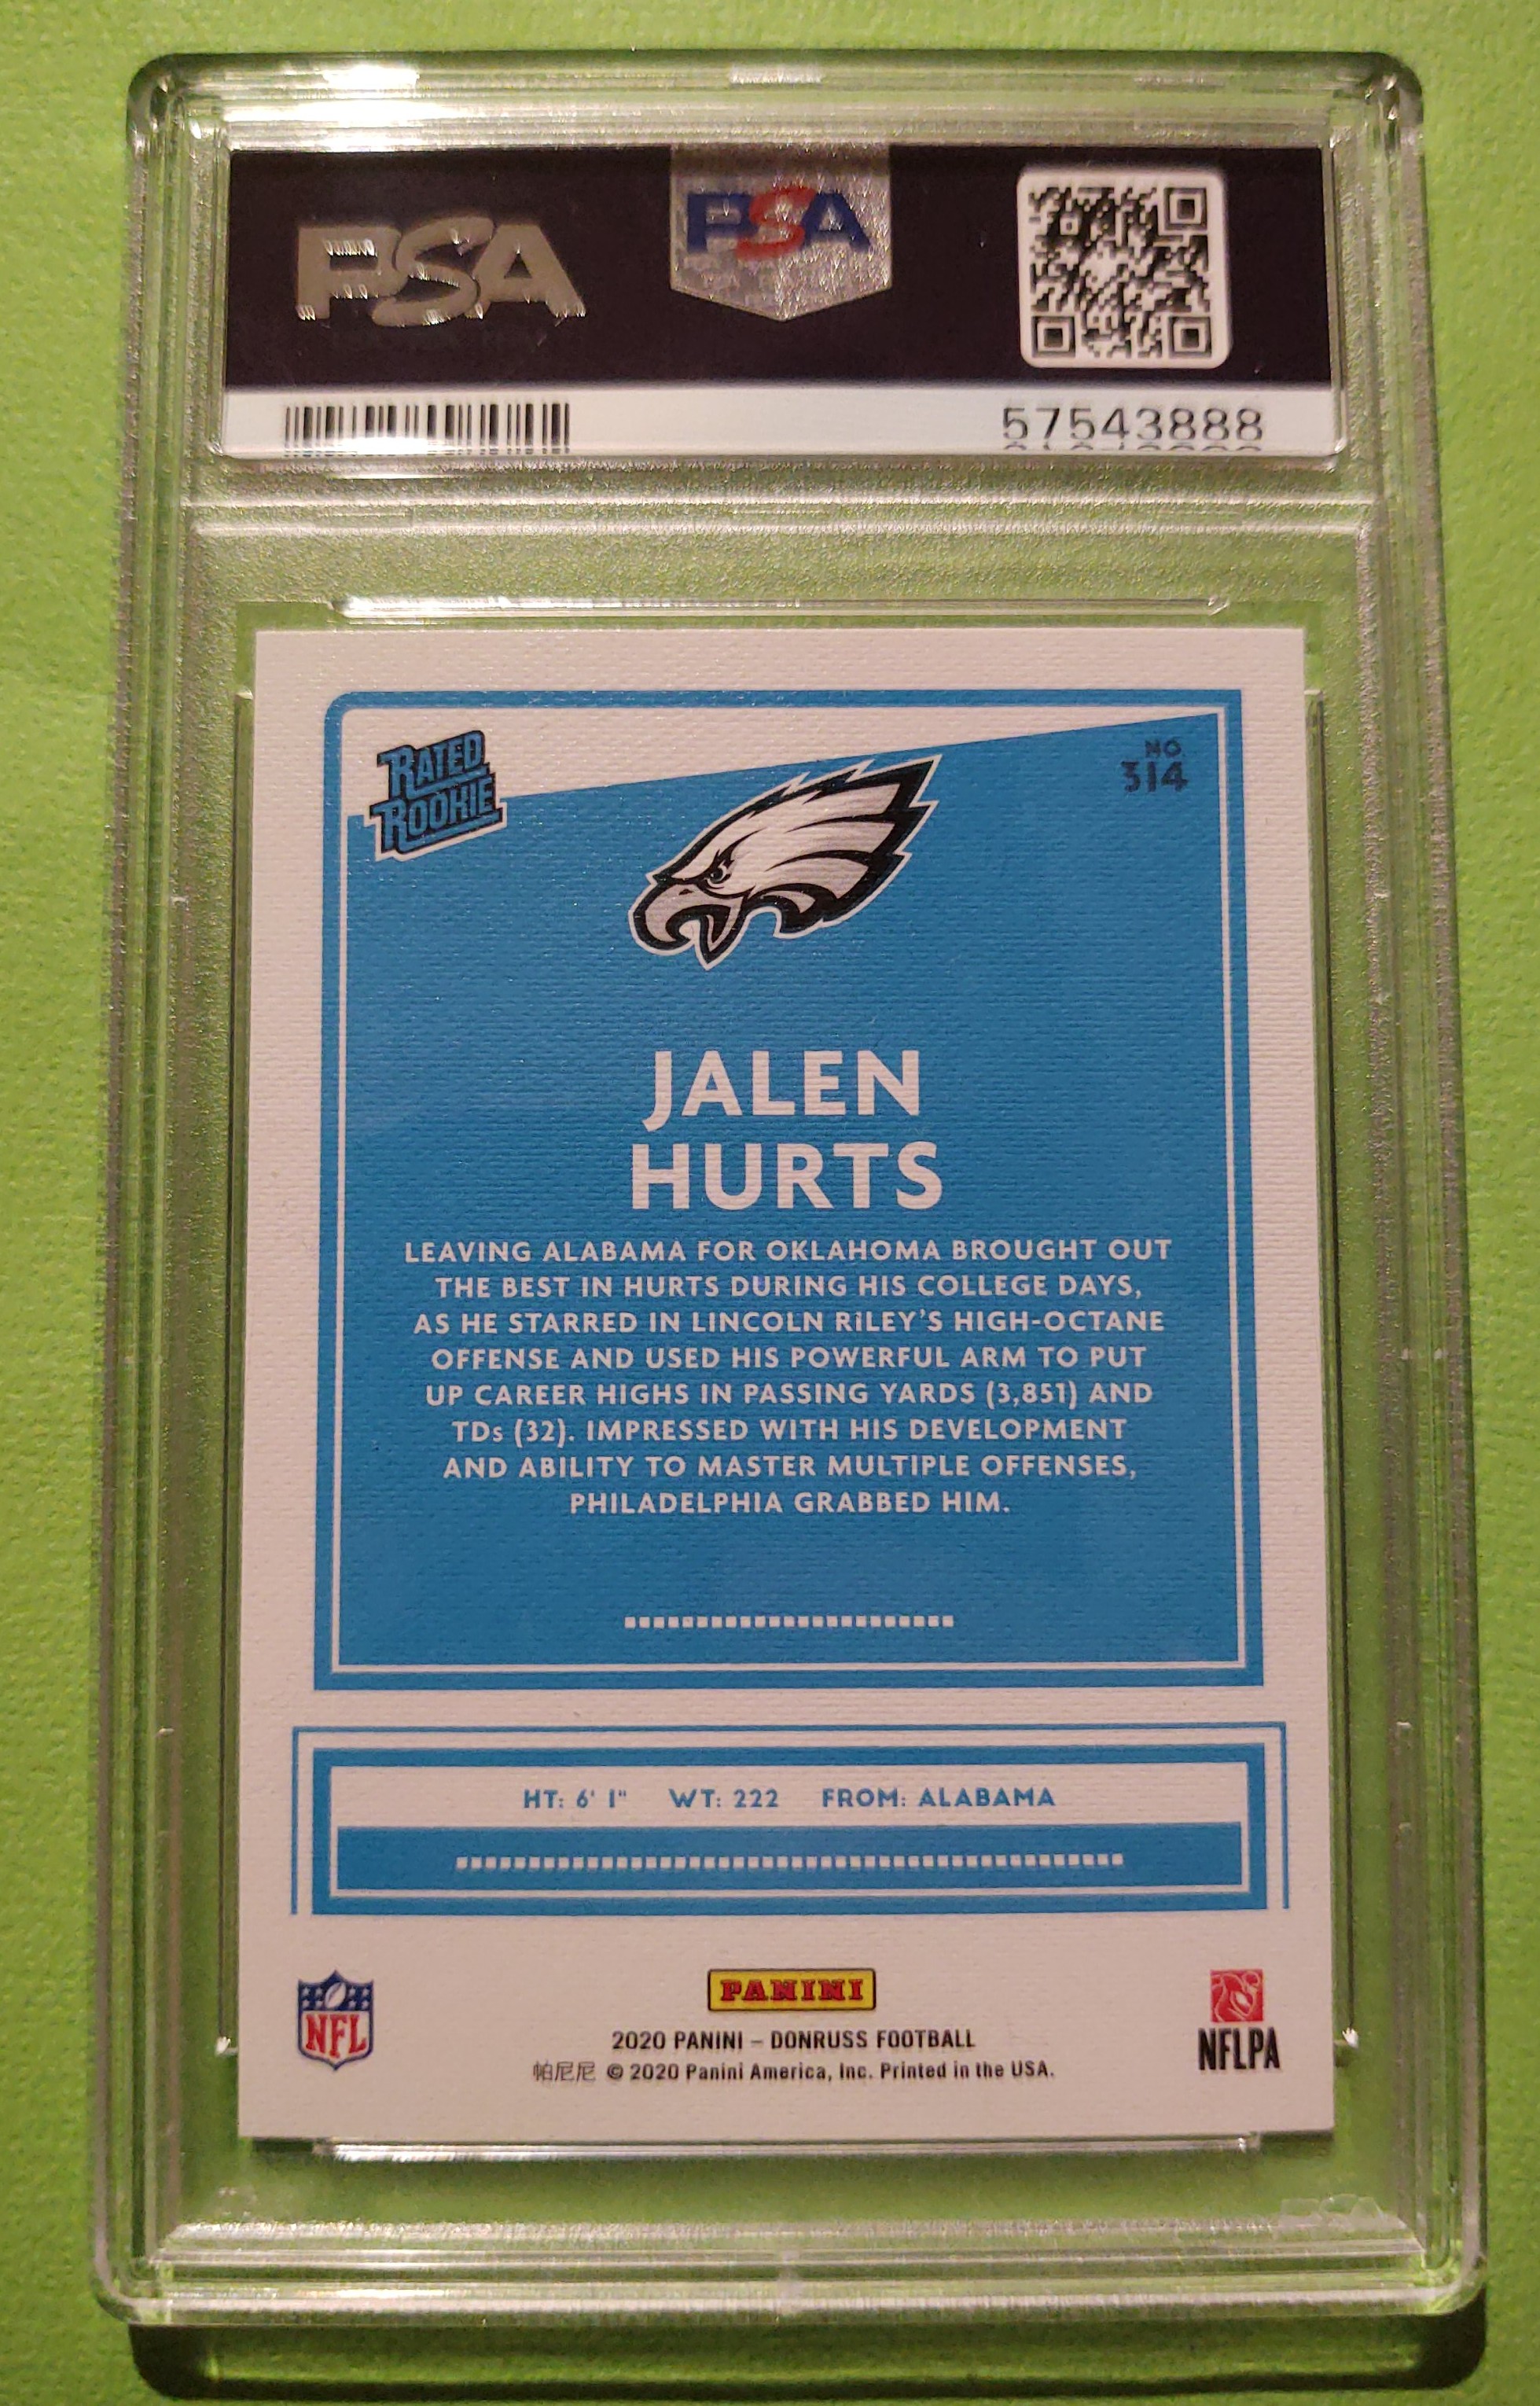 PSA
PSA
57543888
RATED
ROOKIE
NO
314
JALEN
HURTS
LEAVING ALABAMA FOR OKLAHOMA BROUGHT OUT
THE BEST IN HURTS DURING HIS COLLEGE DAYS,
AS HE STARRED IN LINCOLN RiLEY'S HIGH-OCTANE
OFFENSE AND USED HIS POWERFUL ARM TO PUT
UP CAREER HIGHS IN PASSING YARDS (3,851) AND
TDs (32). IMPRESSED WITH HIS DEVELOPMENT
AND ABILITY TO MASTER MULTIPLE OFFENSES,
PHILADELPHIA GRABBED HIM.
HT: 6' 1" WT: 222 FROM: ALABAMA
NFL
PANINI
NFLPA
2020 PANINI – DONRUSS FOOTBALL
帕尼尼 © 2020 Panini America, Inc. Printed in the USA.